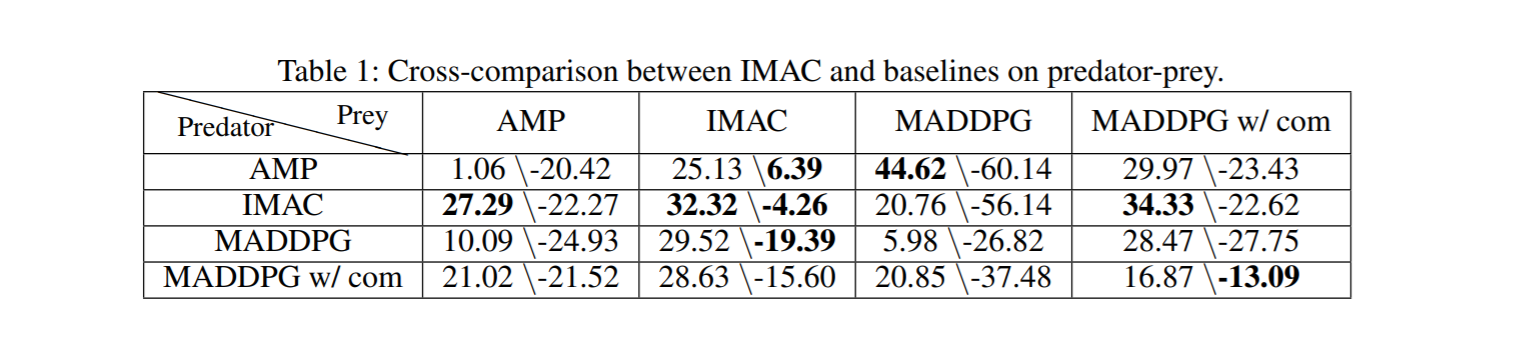 Table 1: Cross-comparison between IMAC and baselines on predator-prey.
Predator Prey AMP IMAC MADDPG MADDPG w/ com
AMP 1.06 \-20.42 25.13 \6.39 44.62 \-60.14 29.97 \-23.43
IMAC 27.29 \-22.27 32.32 \-4.26 20.76 \-56.14 34.33 \-22.62
MADDPG 10.09 \-24.93 29.52 \-19.39 5.98 \-26.82 28.47 \-27.75
MADDPG w/ com 21.02 \-21.52 28.63 \-15.60 20.85 \-37.48 16.87 \-13.09